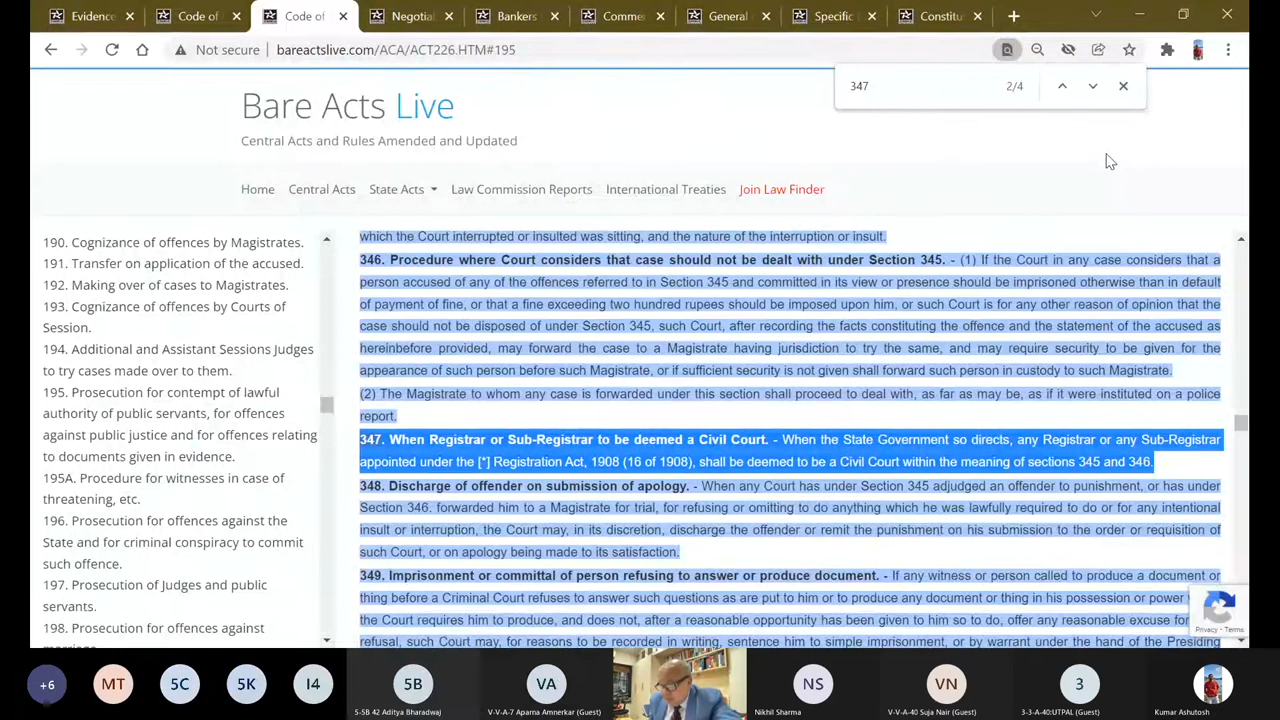 Evidence
Code of
Code of
Negotial
Bankers
Commer
General
Specific
Constitut
Not secure
bareactslive.com/ACA/ACT226.HTM#195
347
2/4
Bare Acts Live
Central Acts and Rules Amended and Updated
Home
Central Acts
State Acts
Law Commission Reports
International Treaties
Join Law Finder
190. Cognizance of offences by Magistrates.
191. Transfer on application of the accused.
192. Making over of cases to Magistrates.
193. Cognizance of offences by Courts of
Session.
194. Additional and Assistant Sessions Judges
to try cases made over to them.
195. Prosecution for contempt of lawful
authority of public servants, for offences
against public justice and for offences relating
to documents given in evidence.
195A. Procedure for witnesses in case of
threatening, etc.
196. Prosecution for offences against the
State and for criminal conspiracy to commit
such offence.
197. Prosecution of Judges and public
servants.
198. Prosecution for offences against
which the Court interrupted or insulted was sitting, and the nature of the interruption or insult.
346. Procedure where Court considers that case should not be dealt with under Section 345. - (1) If the Court in any case considers that a
person accused of any of the offences referred to in Section 345 and committed in its view or presence should be imprisoned otherwise than in default
of payment of fine, or that a fine exceeding two hundred rupees should be imposed upon him, or such Court is for any other reason of opinion that the
case should not be disposed of under Section 345, such Court, after recording the facts constituting the offence and the statement of the accused as
hereinbefore provided, may forward the case to a Magistrate having jurisdiction to try the same, and may require security to be given for the
appearance of such person before such Magistrate, or if sufficient security is not given shall forward such person in custody to such Magistrate.
(2) The Magistrate to whom any case is forwarded under this section shall proceed to deal with, as far as may be, as if it were instituted on a police
report.
347. When Registrar or Sub-Registrar to be deemed a Civil Court. - When the State Government so directs, any Registrar or any Sub-Registrar
appointed under the [*] Registration Act, 1908 (16 of 1908), shall be deemed to be a Civil Court within the meaning of sections 345 and 346.
348. Discharge of offender on submission of apology. - When any Court has under Section 345 adjudged an offender to punishment, or has under
Section 346. forwarded him to a Magistrate for trial, for refusing or omitting to do anything which he was lawfully required to do or for any intentional
insult or interruption, the Court may, in its discretion, discharge the offender or remit the punishment on his submission to the order or requisition of
such Court, or on apology being made to its satisfaction.
349. Imprisonment or committal of person refusing to answer or produce document. - If any witness or person called to produce a document or
thing before a Criminal Court refuses to answer such questions as are put to him or to produce any document or thing in his possession or power
the Court requires him to produce, and does not, after a reasonable opportunity has been given to him so to do, offer any reasonable excuse for
refusal, such Court may, for reasons to be recorded in writing, sentence him to simple imprisonment, or by warrant under the hand of the Presiding
Privacy - Terms
+6
MT
5C
5K
I4
5B
VA
NS
VN
3
5-SB 42 Aditya Bharadwaj
V-V-A-7 Aparna Amnerkar (Guest)
Nikhil Sharma
V-V-A-40 Suja Nair (Guest)
3-3-A-40:UTPAL (Guest)
Kumar Ashutosh